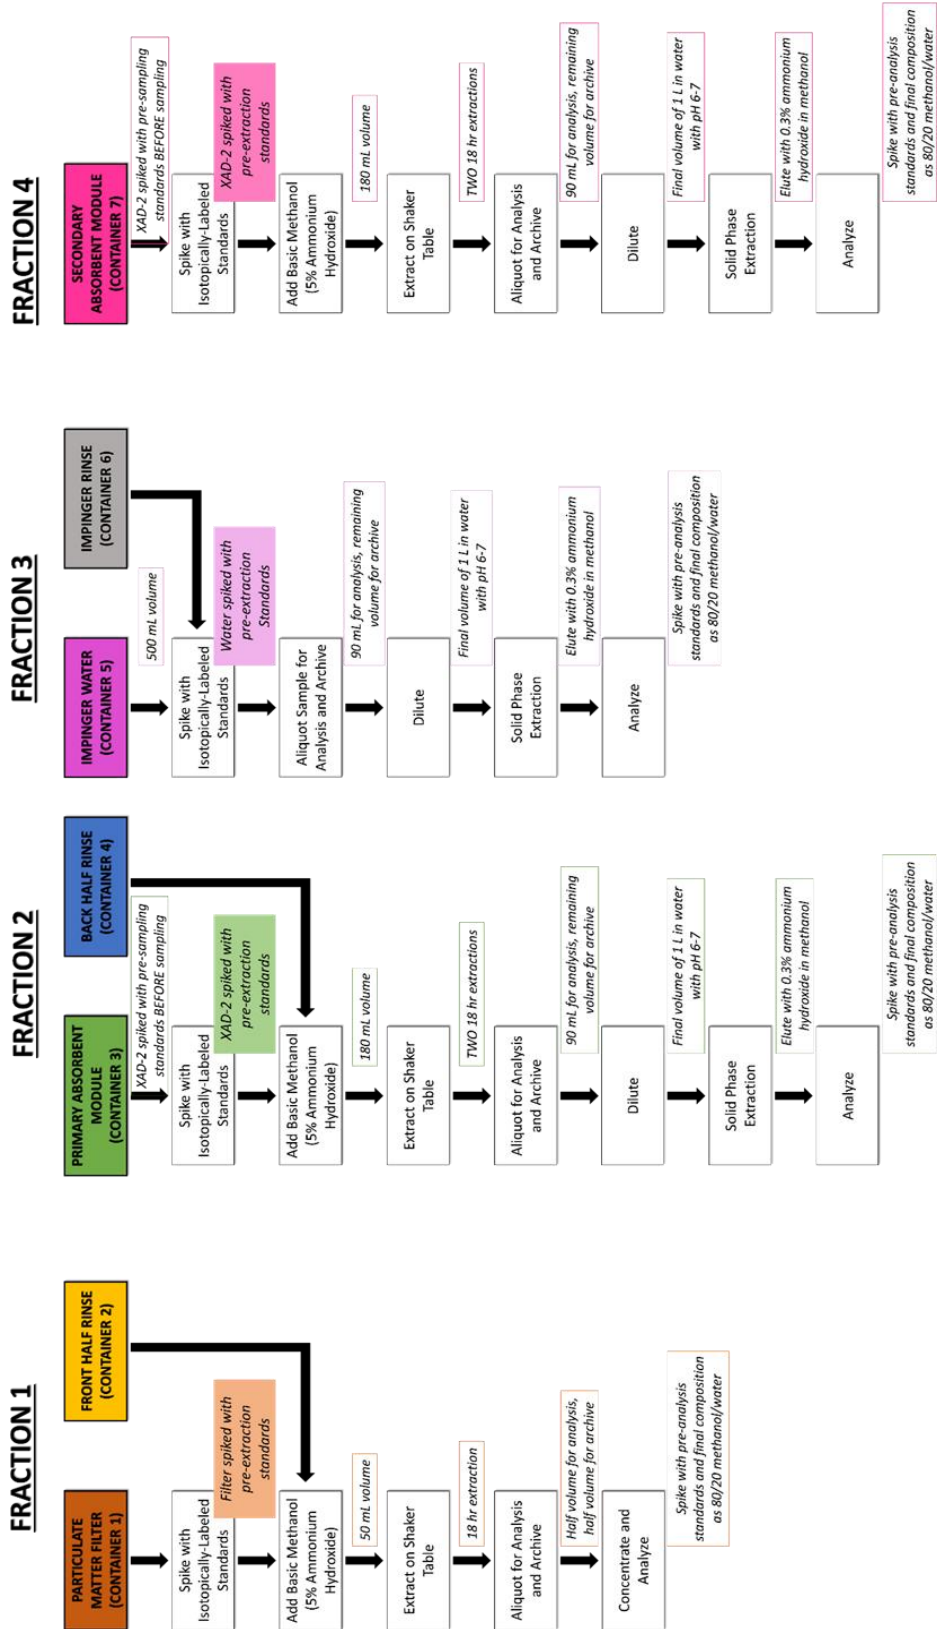 FRACTION 1
PARTICULATE
MATTER FILTER
(CONTAINER 1)
FRONT HALF RINSE
(CONTAINER 2)
Spike with
Isotopically-Labeled
Standards
Filter spiked with
pre-extraction
standards
Add Basic Methanol
(5% Ammonium
Hydroxide)
50 mL volume
Extract on Shaker
Table
18 hr extraction
Aliquot for Analysis
and Archive
Half volume for analysis,
half volume for archive
Concentrate and
Analyze
Spike with pre-analysis
standards and final composition
as 80/20 methanol/water
FRACTION 2
PRIMARY ABSORBENT
MODULE
(CONTAINER 3)
BACK HALF RINSE
(CONTAINER 4)
XAD-2 spiked with pre-sampling
standards BEFORE sampling
Spike with
Isotopically-Labeled
Standards
XAD-2 spiked with
pre-extraction
standards
Add Basic Methanol
(5% Ammonium
Hydroxide)
180 mL volume
Extract on Shaker
Table
TWO 18 hr extractions
Aliquot for Analysis
and Archive
90 mL for analysis, remaining
volume for archive
Dilute
Final volume of 1 L in water
with pH 6-7
Solid Phase
Extraction
Elute with 0.3% ammonium
hydroxide in methanol
Analyze
Spike with pre-analysis
standards and final composition
as 80/20 methanol/water
FRACTION 3
IMPINGER WATER
(CONTAINER 5)
IMPINGER RINSE
(CONTAINER 6)
500 mL volume
Spike with
Isotopically-Labeled
Standards
Water spiked with
pre-extraction
Standards
Aliquot Sample for
Analysis and Archive
90 mL for analysis, remaining
volume for archive
Dilute
Final volume of 1 L in water
with pH 6-7
Solid Phase
Extraction
Elute with 0.3% ammonium
hydroxide in methanol
Analyze
Spike with pre-analysis
standards and final composition
as 80/20 methanol/water
FRACTION 4
SECONDARY
ABSORBENT MODULE
(CONTAINER 7)
XAD-2 spiked with pre-sampling
standards BEFORE sampling
Spike with
Isotopically-Labeled
Standards
XAD-2 spiked with
pre-extraction
standards
Add Basic Methanol
(5% Ammonium
Hydroxide)
180 mL volume
Extract on Shaker
Table
TWO 18 hr extractions
Aliquot for Analysis
and Archive
90 mL for analysis, remaining
volume for archive
Dilute
Final volume of 1 L in water
with pH 6-7
Solid Phase
Extraction
Elute with 0.3% ammonium
hydroxide in methanol
Analyze
Spike with pre-analysis
standards and final composition
as 80/20 methanol/water